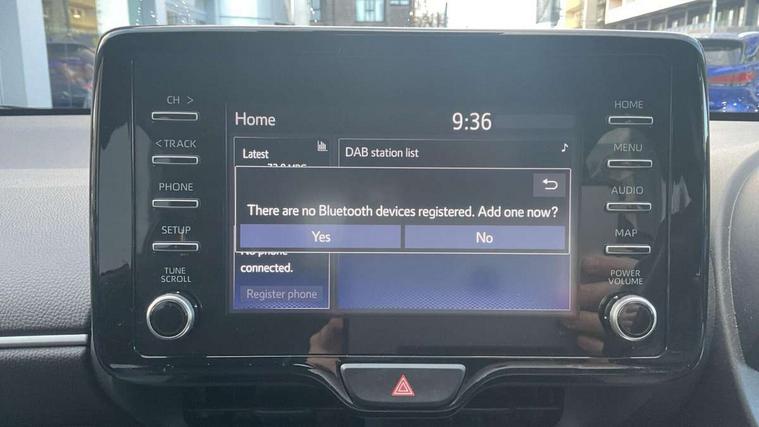 CH >
< TRACK
PHONE
SETUP
TUNE
SCROLL
Home
9:36
Latest
DAB station list
There are no Bluetooth devices registered. Add one now?
Yes
No
connected.
Register phone
HOME
MENU
AUDIO
MAP
POWER
VOLUME